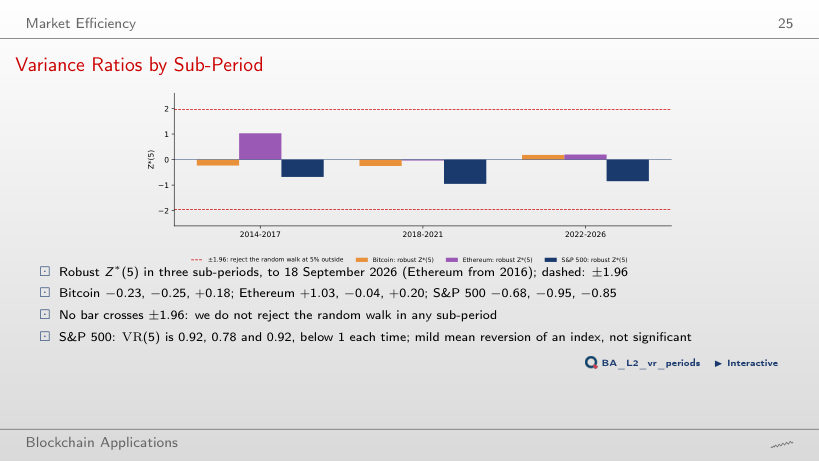 Market Efficiency 25
Variance Ratios by Sub-Period
2
1
0
−1
−2
Z*(5)
2014-2017 2018-2021 2022-2026
±1.96: reject the random walk at 5% outside Bitcoin: robust Z*(5) Ethereum: robust Z*(5) S&P 500: robust Z*(5)
Robust Z*(5) in three sub-periods, to 18 September 2026 (Ethereum from 2016); dashed: ±1.96
Bitcoin −0.23, −0.25, +0.18; Ethereum +1.03, −0.04, +0.20; S&P 500 −0.68, −0.95, −0.85
No bar crosses ±1.96: we do not reject the random walk in any sub-period
S&P 500: VR(5) is 0.92, 0.78 and 0.92, below 1 each time; mild mean reversion of an index, not significant
BA_L2_vr_periods ▶ Interactive
Blockchain Applications